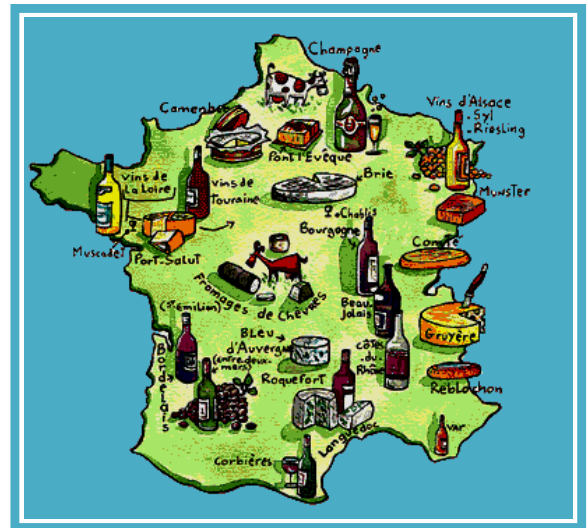 Champagne
Camembert
Pont l'Evêque
Vins d'Alsace
-Syl
-Riesling
Munster
vins de
La Loire
vins de
Touraine
Brie
Chablis
Bourgogne
Muscadet
Port-Salut
Comté
Fromages de Chèvres
Beau-
jolais
Gruyère
(St Emilion)
Bleu
d'Auvergne
(entre deux-
mers)
Côtes
-du-
Rhône
Bordelais
Roquefort
Reblochon
Languedoc
Var
Corbières